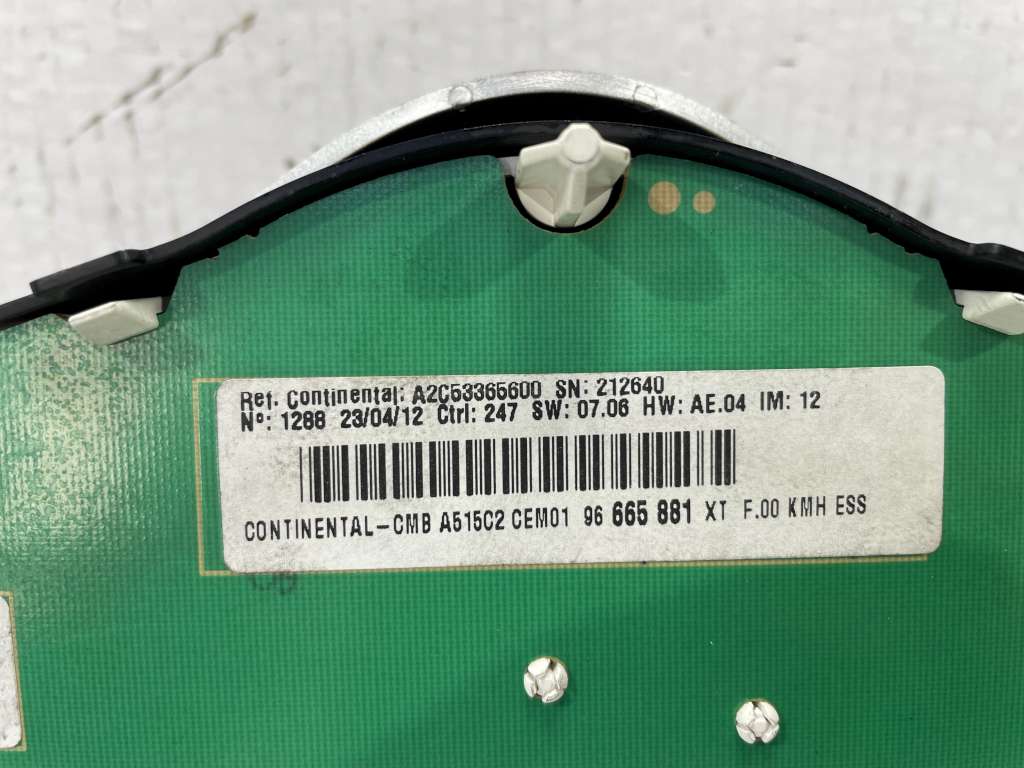 Ref. Continental: A2C53365600 SN: 212640
Nº: 1288 23/04/12 Ctrl: 247 SW: 07.06 HW: AE.04 IM: 12
CONTINENTAL-CMB A515C2 CEM01 96 665 881 XT F.00 KMH ESS